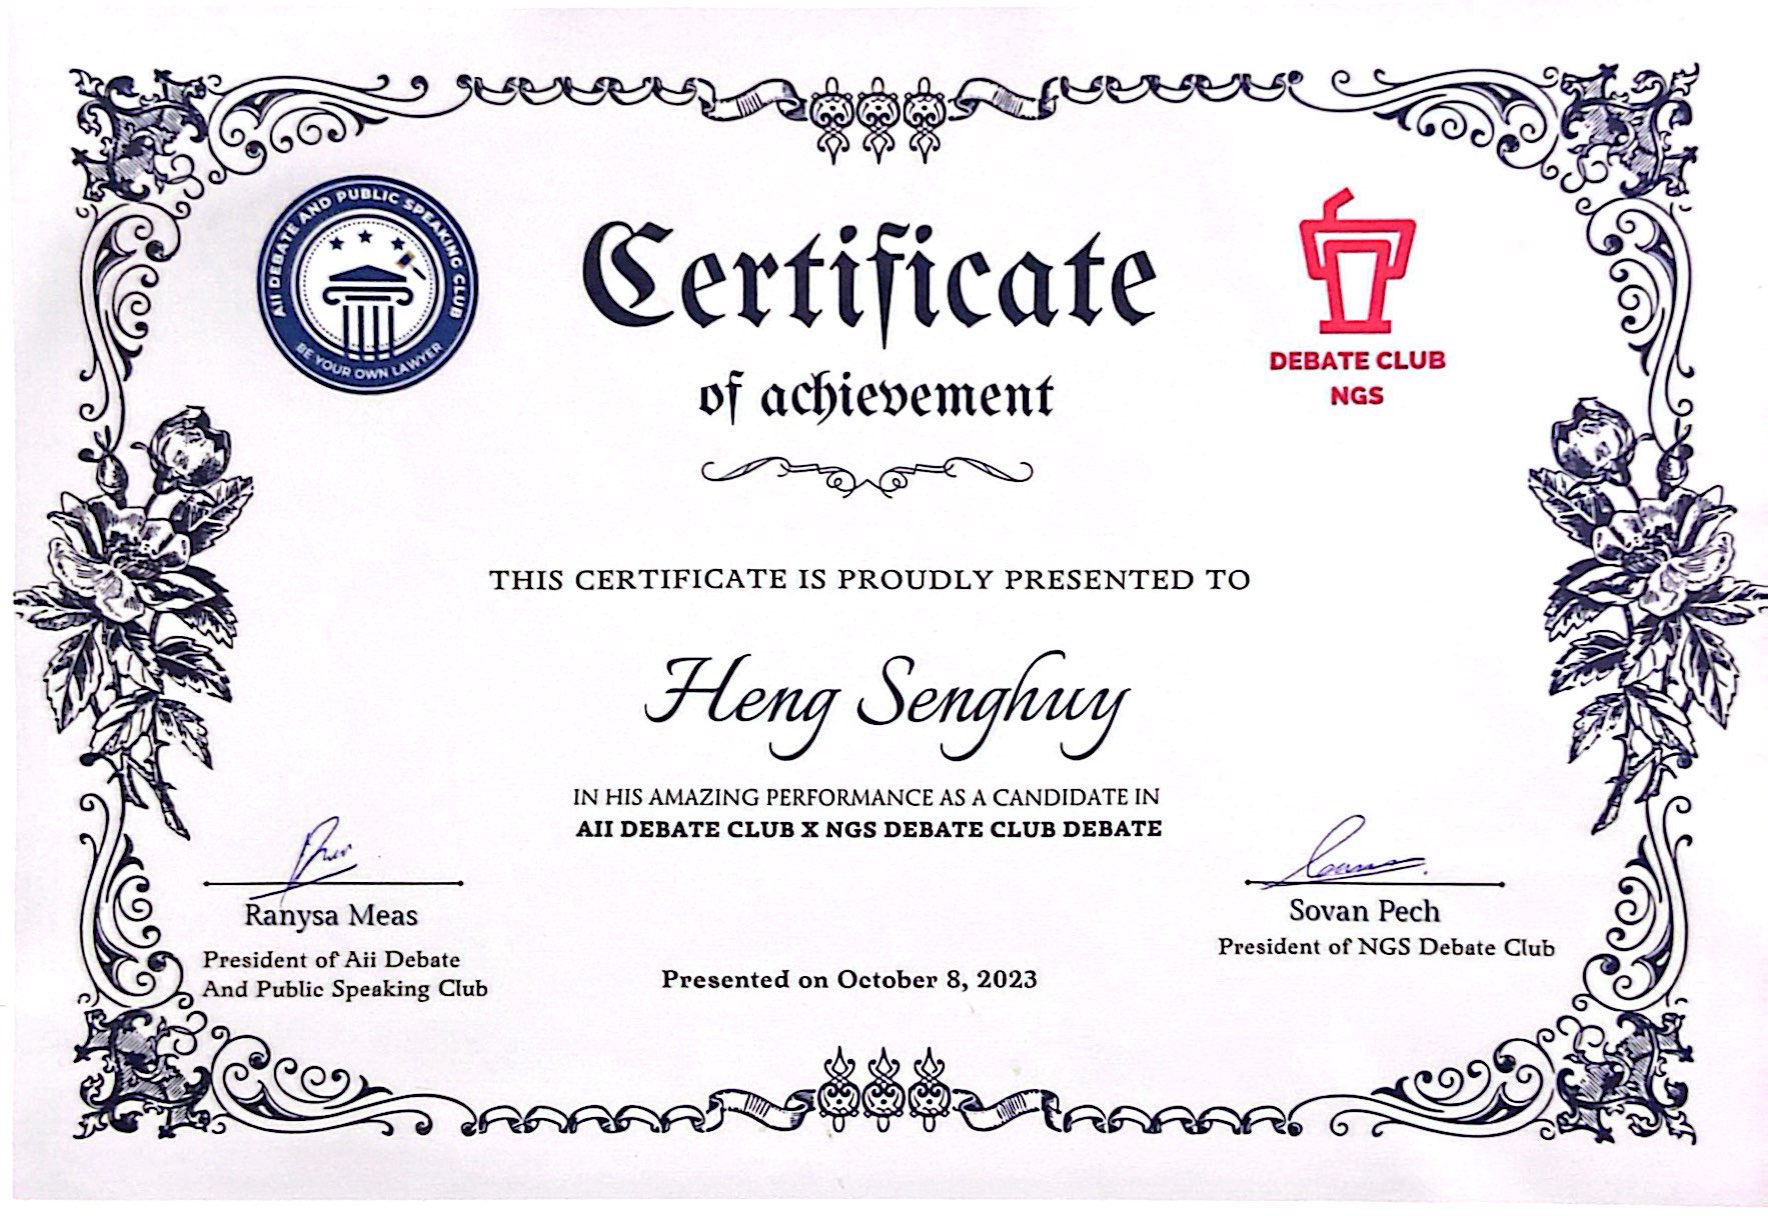 AII DEBATE AND PUBLIC SPEAKING CLUB
BE YOUR OWN LAWYER
Certificate
of achievement
DEBATE CLUB
NGS
THIS CERTIFICATE IS PROUDLY PRESENTED TO
Heng Senghuy
IN HIS AMAZING PERFORMANCE AS A CANDIDATE IN
AII DEBATE CLUB X NGS DEBATE CLUB DEBATE
Ranysa Meas
President of Aii Debate
And Public Speaking Club
Sovan Pech
President of NGS Debate Club
Presented on October 8, 2023